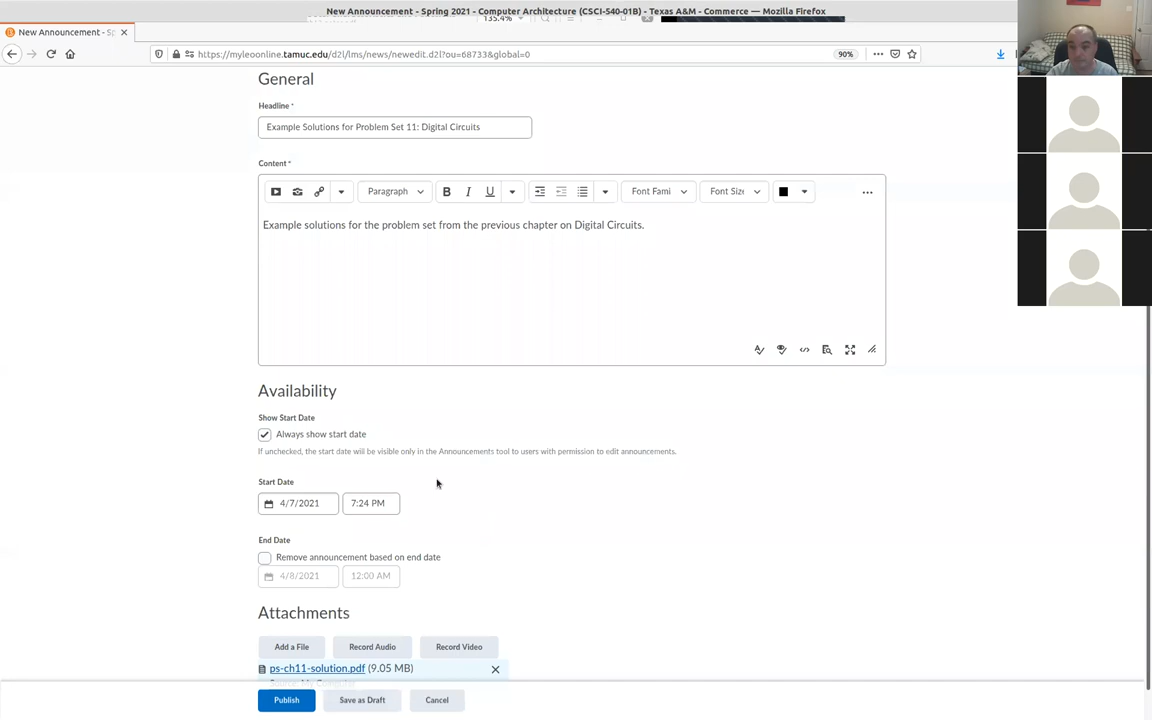 New Announcement - Spring 2021 - Computer Architecture (CSCI-540-01B) - Texas A&M - Commerce — Mozilla Firefox
135.4%
New Announcement - Sp
https://myleoonline.tamuc.edu/d2l/lms/news/newedit.d2l?ou=68733&global=0
90%
General
Headline *
Example Solutions for Problem Set 11: Digital Circuits
Content *
Paragraph
B I U
Font Fami
Font Size
Example solutions for the problem set from the previous chapter on Digital Circuits.
Availability
Show Start Date
Always show start date
If unchecked, the start date will be visible only in the Announcements tool to users with permission to edit announcements.
Start Date
4/7/2021 7:24 PM
End Date
Remove announcement based on end date
4/8/2021 12:00 AM
Attachments
Add a File Record Audio Record Video
ps-ch11-solution.pdf (9.05 MB)
Source: My Computer
Publish Save as Draft Cancel